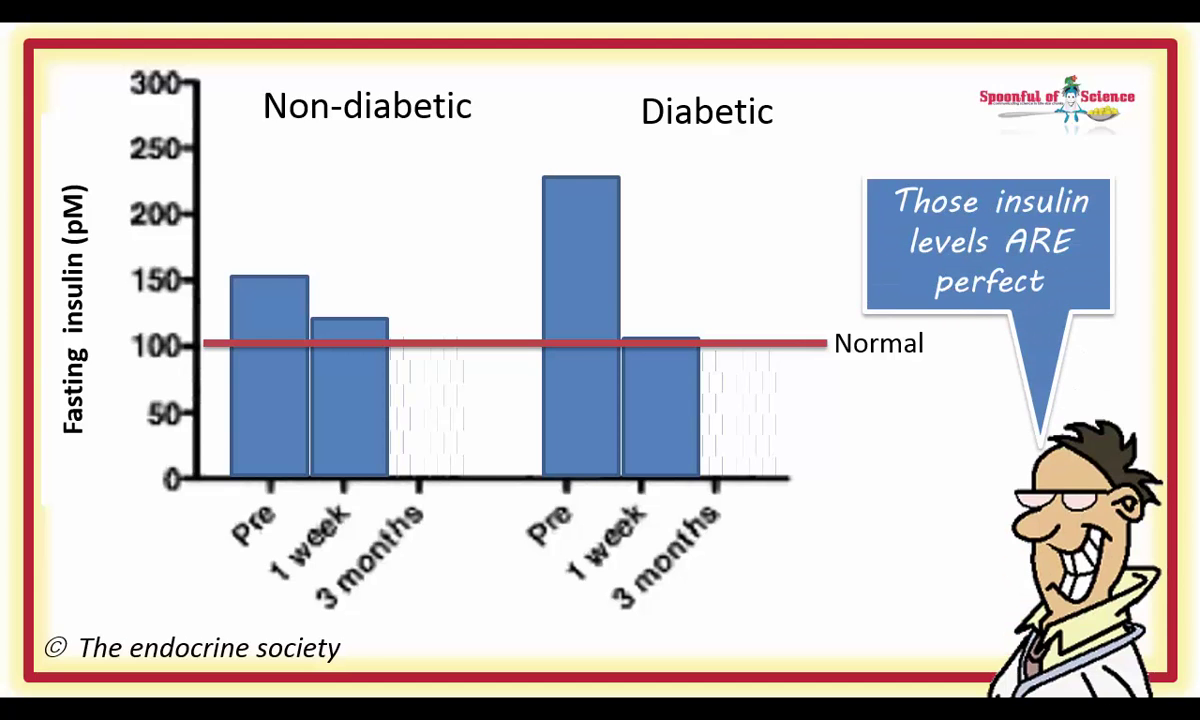 300
250
200
150
100
50
0
Fasting insulin (pM)
Non-diabetic
Diabetic
Spoonful of Science
Those insulin
levels ARE
perfect
Normal
Pre
1 week
3 months
Pre
1 week
3 months
© The endocrine society